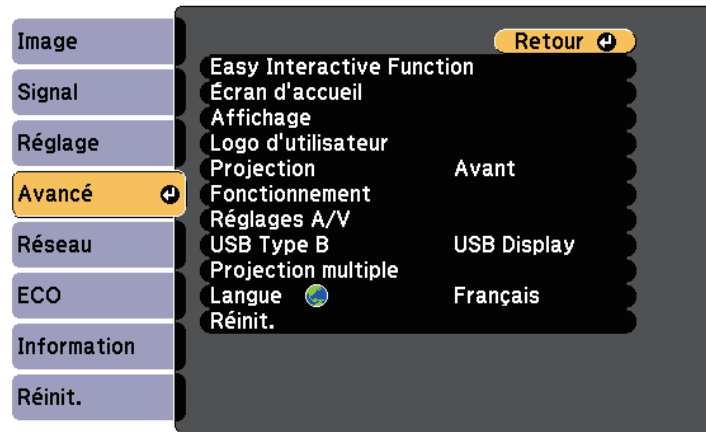 Image
Signal
Réglage
Avancé
Réseau
ECO
Information
Réinit.
Retour
Easy Interactive Function
Écran d'accueil
Affichage
Logo d'utilisateur
Projection Avant
Fonctionnement
Réglages A/V
USB Type B USB Display
Projection multiple
Langue Français
Réinit.